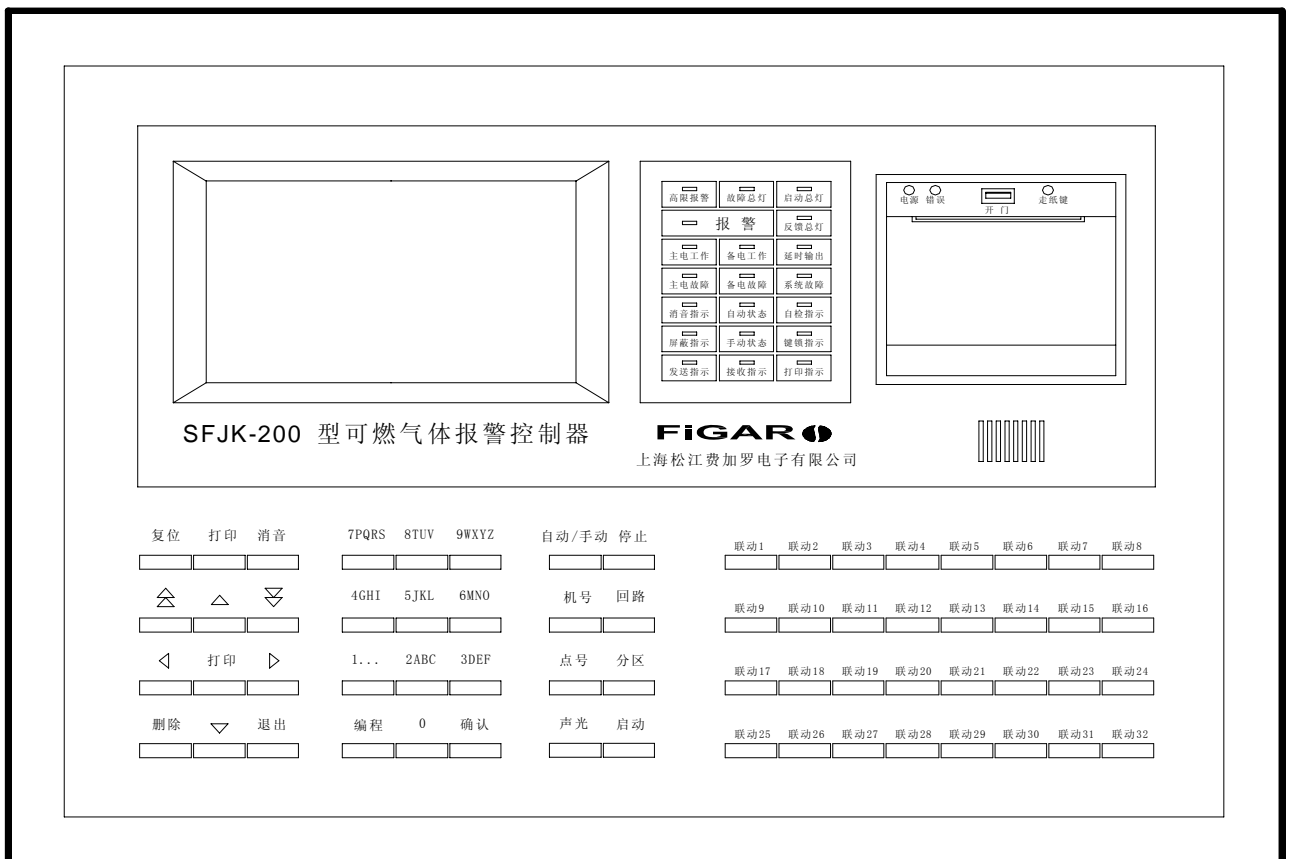 高限报警 故障总灯 启动总灯
报 警 反馈总灯
主电工作 备电工作 延时输出
主电故障 备电故障 系统故障
消音指示 自动状态 自检指示
屏蔽指示 手动状态 键锁指示
发送指示 接收指示 打印指示
电源 错误 开门 走纸键
SFJK-200 型可燃气体报警控制器
FiGAR
上海松江费加罗电子有限公司
复位 打印 消音
打印
删除 退出
7PQRS 8TUV 9WXYZ
4GHI 5JKL 6MNO
1... 2ABC 3DEF
编程 0 确认
自动/手动 停止
机号 回路
点号 分区
声光 启动
联动1 联动2 联动3 联动4 联动5 联动6 联动7 联动8
联动9 联动10 联动11 联动12 联动13 联动14 联动15 联动16
联动17 联动18 联动19 联动20 联动21 联动22 联动23 联动24
联动25 联动26 联动27 联动28 联动29 联动30 联动31 联动32